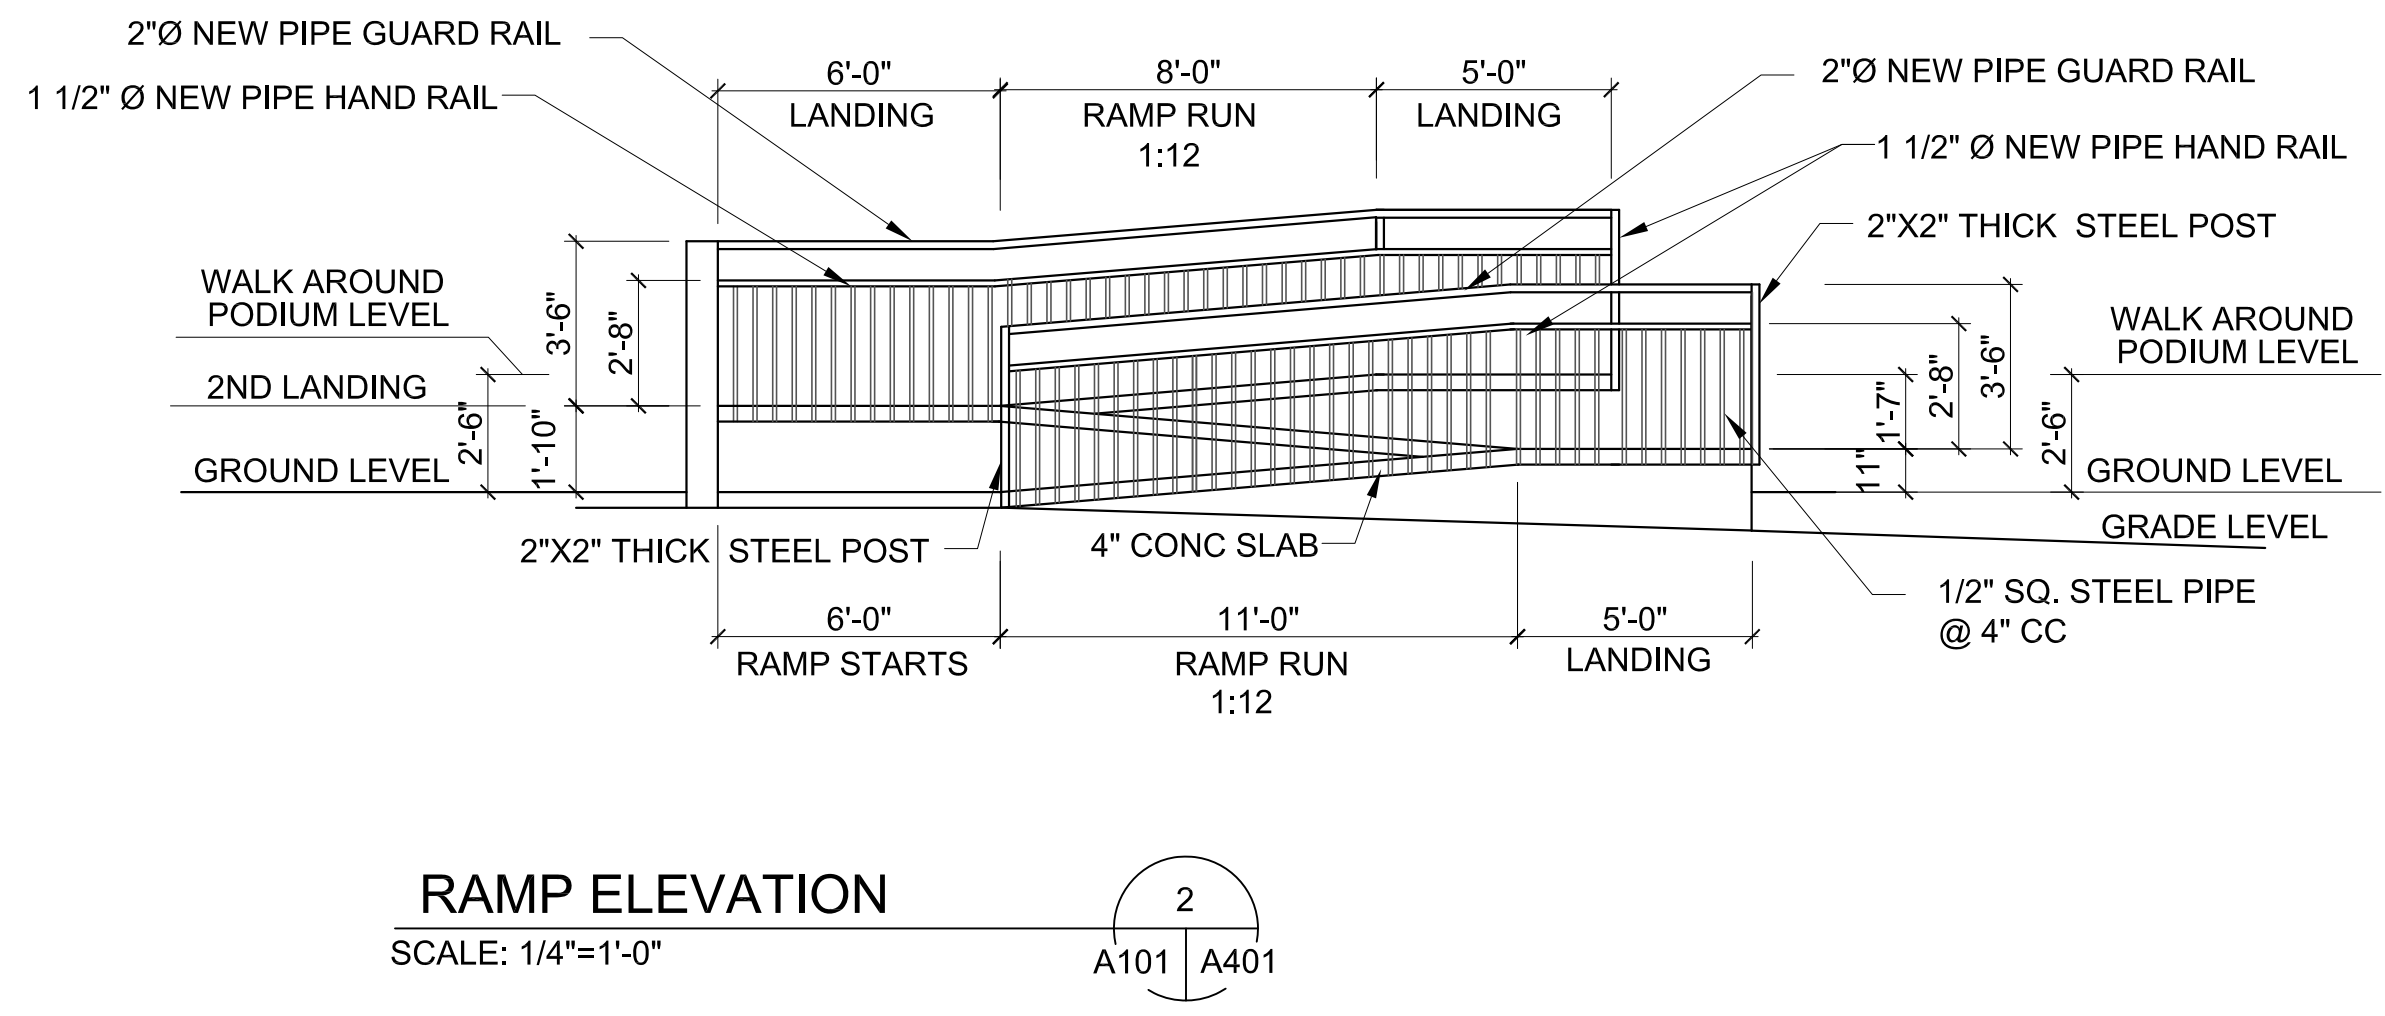 2"Ø NEW PIPE GUARD RAIL
1 1/2" Ø NEW PIPE HAND RAIL
6'-0"
LANDING
8'-0"
RAMP RUN
1:12
5'-0"
LANDING
2"Ø NEW PIPE GUARD RAIL
1 1/2" Ø NEW PIPE HAND RAIL
2"X2" THICK STEEL POST
WALK AROUND
PODIUM LEVEL
2ND LANDING
GROUND LEVEL
2'-6"
3'-6"
1'-10"
2'-8"
11"
1'-7"
2'-8"
3'-6"
2'-6"
WALK AROUND
PODIUM LEVEL
GROUND LEVEL
GRADE LEVEL
2"X2" THICK STEEL POST
4" CONC SLAB
1/2" SQ. STEEL PIPE
@ 4" CC
6'-0"
RAMP STARTS
11'-0"
RAMP RUN
1:12
5'-0"
LANDING
RAMP ELEVATION
SCALE: 1/4"=1'-0"
2
A101
A401